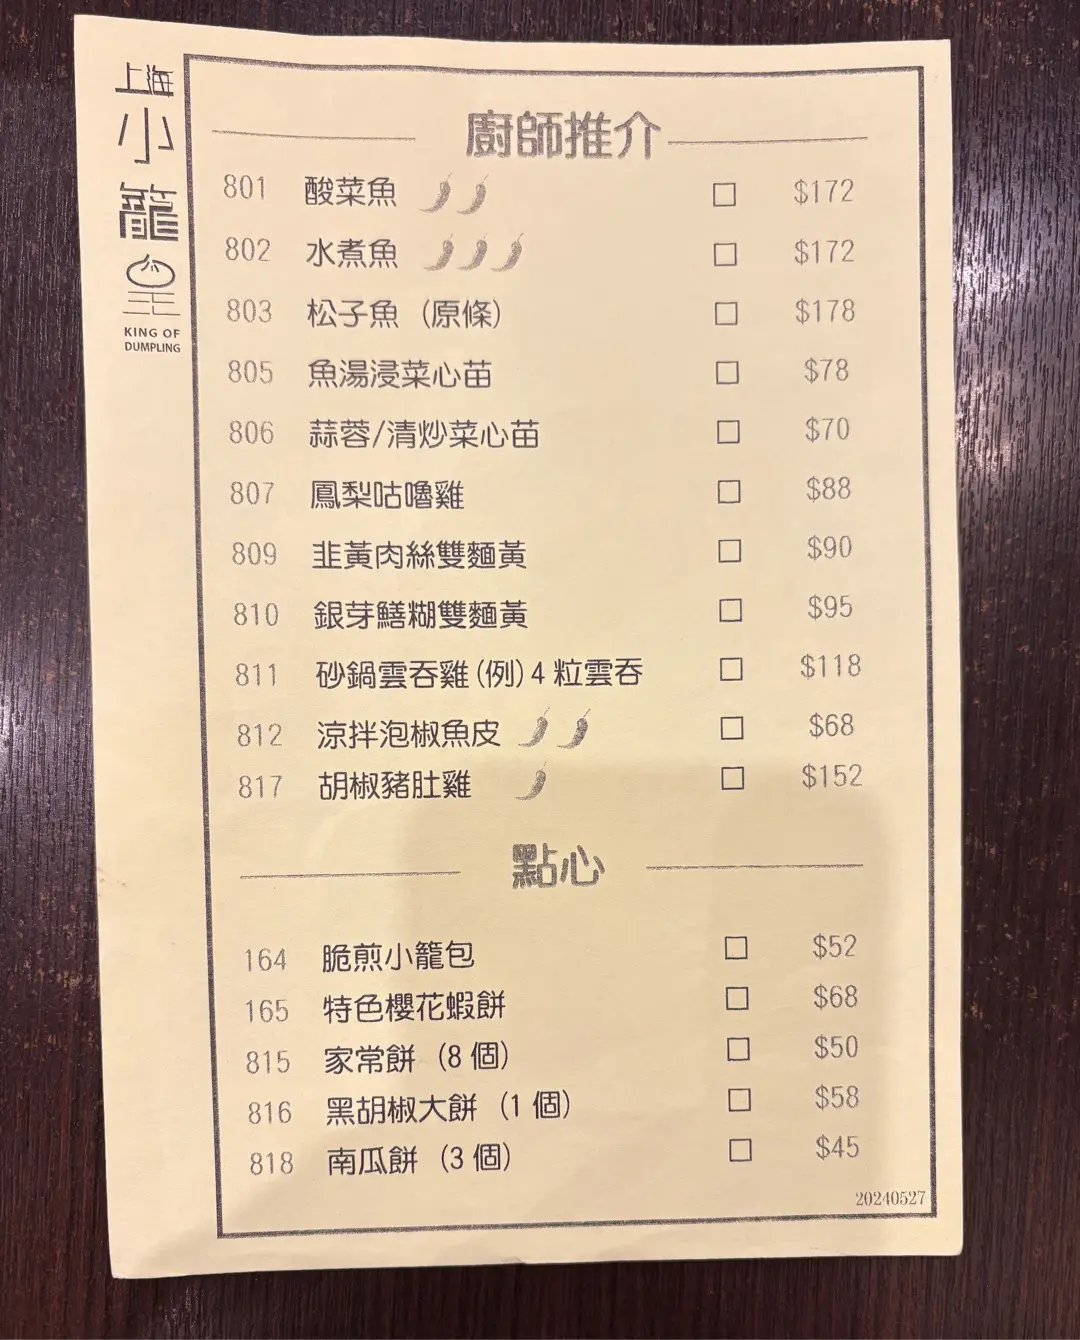 上海
小
籠
皇
KING OF
DUMPLING
廚師推介
801 酸菜魚 $172
802 水煮魚 $172
803 松子魚 (原條) $178
805 魚湯浸菜心苗 $78
806 蒜蓉/清炒菜心苗 $70
807 鳳梨咕嚕雞 $88
809 韭黃肉絲雙麵黃 $90
810 銀芽鱔糊雙麵黃 $95
811 砂鍋雲吞雞(例)4 粒雲吞 $118
812 涼拌泡椒魚皮 $68
817 胡椒豬肚雞 $152
點心
164 脆煎小籠包 $52
165 特色櫻花蝦餅 $68
815 家常餅 (8 個) $50
816 黑胡椒大餅 (1 個) $58
818 南瓜餅 (3 個) $45
20240527